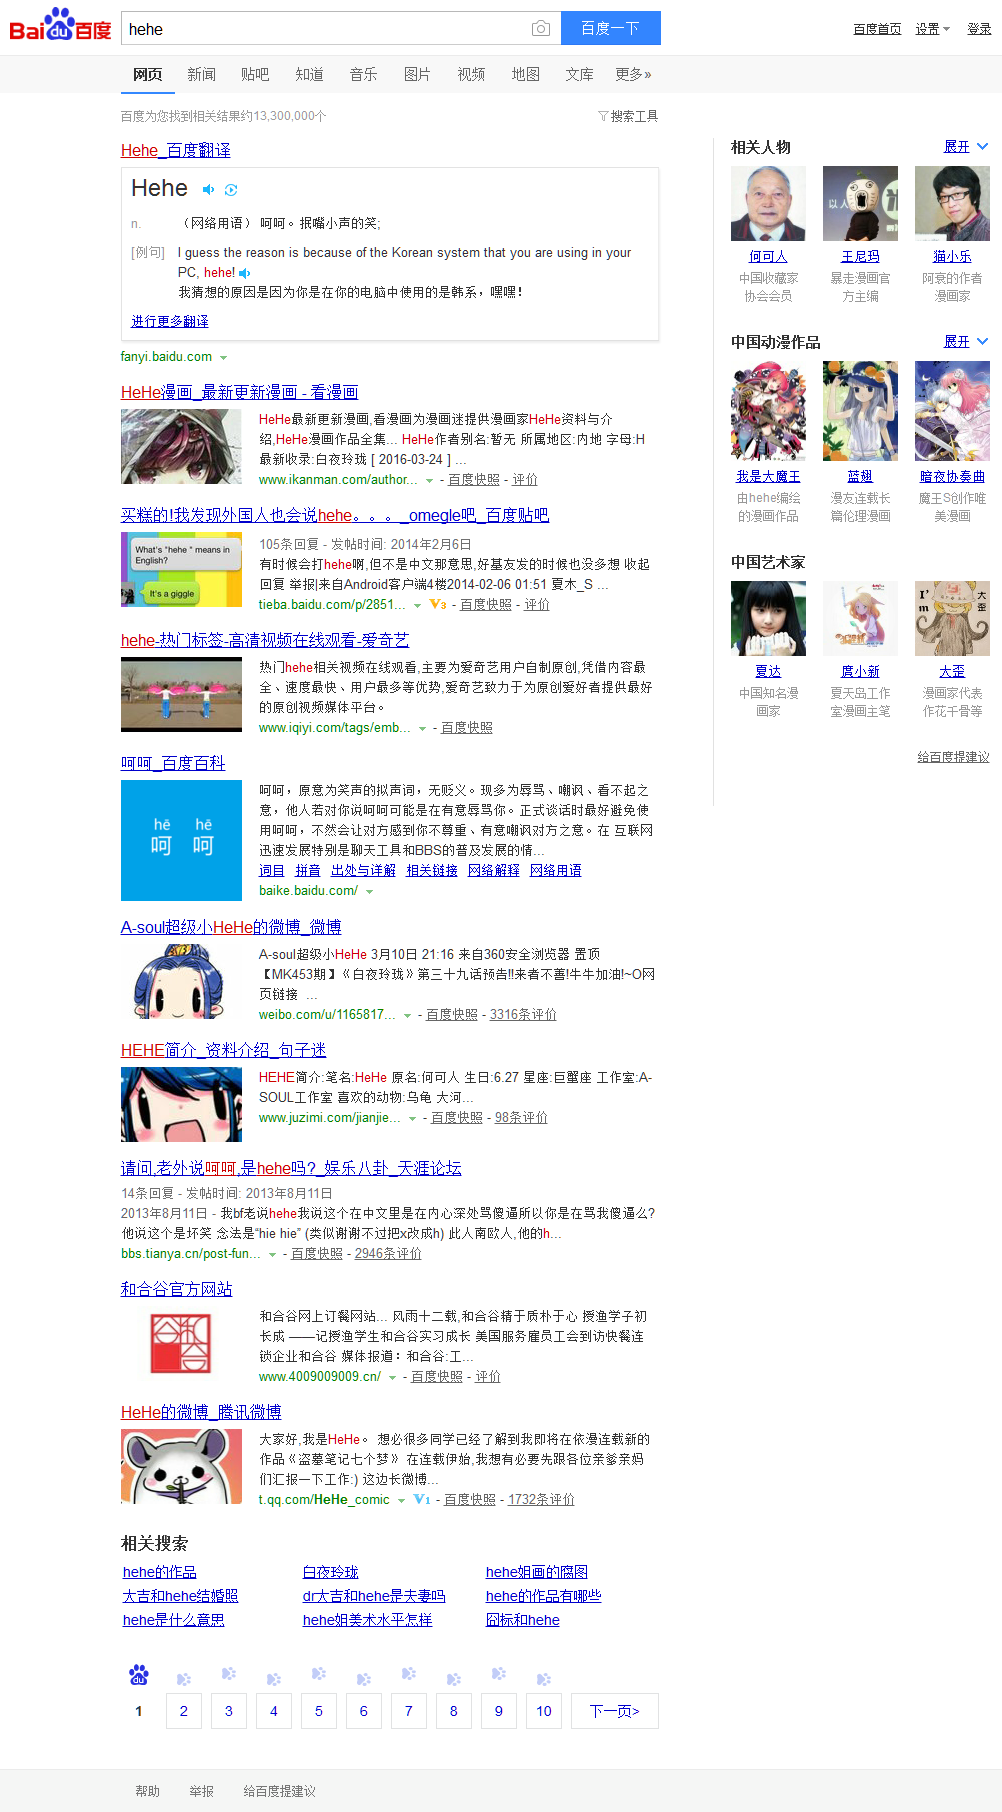 Bai du 百度
hehe
百度一下
百度首页 设置 登录
网页 新闻 贴吧 知道 音乐 图片 视频 地图 文库 更多»
百度为您找到相关结果约13,300,000个
搜索工具
Hehe_百度翻译
Hehe
n. （网络用语） 呵呵。抿嘴小声的笑;
[例句] I guess the reason is because of the Korean system that you are using in your
PC, hehe!
我猜想的原因是因为你是在你的电脑中使用的是韩系，嘿嘿！
进行更多翻译
fanyi.baidu.com
HeHe漫画_最新更新漫画 - 看漫画
HeHe最新更新漫画,看漫画为漫画迷提供漫画家HeHe资料与介
绍,HeHe漫画作品全集... HeHe作者别名:暂无 所属地区:内地 字母:H
最新收录:白夜玲珑 [ 2016-03-24 ] ...
www.ikanman.com/author... - 百度快照 - 评价
买糕的!我发现外国人也会说hehe。。。_omegle吧_百度贴吧
What's "hehe " means in
English?
It's a giggle
105条回复 - 发帖时间: 2014年2月6日
有时候会打hehe啊,但不是中文那意思,好基友发的时候也没多想 收起
回复 举报|来自Android客户端4楼2014-02-06 01:51 夏木_S ...
tieba.baidu.com/p/2851... V3 - 百度快照 - 评价
hehe-热门标签-高清视频在线观看-爱奇艺
热门hehe相关视频在线观看,主要为爱奇艺用户自制原创,凭借内容最
全、速度最快、用户最多等优势,爱奇艺致力于为原创爱好者提供最好
的原创视频媒体平台。
www.iqiyi.com/tags/emb... - 百度快照
呵呵_百度百科
hē hē
呵 呵
呵呵，原意为笑声的拟声词，无贬义。现多为辱骂、嘲讽、看不起之
意，他人若对你说呵呵可能是在有意辱骂你。正式谈话时最好避免使
用呵呵，不然会让对方感到你不尊重、有意嘲讽对方之意。在 互联网
迅速发展特别是聊天工具和BBS的普及发展的情...
词目 拼音 出处与详解 相关链接 网络解释 网络用语
baike.baidu.com/
A-soul超级小HeHe的微博_微博
A-soul超级小HeHe 3月10日 21:16 来自360安全浏览器 置顶
【MK453期】《白夜玲珑》第三十九话预告!!来者不善!牛牛加油!~O网
页链接 ...
weibo.com/u/1165817... - 百度快照 - 3316条评价
HEHE简介_资料介绍_句子迷
HEHE简介:笔名:HeHe 原名:何可人 生日:6.27 星座:巨蟹座 工作室:A-
SOUL工作室 喜欢的动物:乌龟 大河...
www.juzimi.com/jianjie... - 百度快照 - 98条评价
请问,老外说呵呵,是hehe吗?_娱乐八卦_天涯论坛
14条回复 - 发帖时间: 2013年8月11日
2013年8月11日 - 我bf老说hehe我说这个在中文里是在内心深处骂傻逼所以你是在骂我傻逼么?
他说这个是坏笑 念法是“hie hie” (类似谢谢不过把x改成h) 此人南欧人,他的h...
bbs.tianya.cn/post-fun... - 百度快照 - 2946条评价
和合谷官方网站
和合谷网上订餐网站... 风雨十二载,和合谷精于质朴于心 授渔学子初
长成 ——记授渔学生和合谷实习成长 美国服务雇员工会到访快餐连
锁企业和合谷 媒体报道：和合谷:工...
www.4009009009.cn/ - 百度快照 - 评价
HeHe的微博_腾讯微博
大家好,我是HeHe。 想必很多同学已经了解到我即将在依漫连载新的
作品《盗墓笔记七个梦》 在连载伊始,我想有必要先跟各位亲爹亲妈
们汇报一下工作:) 这边长微博...
t.qq.com/HeHe_comic V1 - 百度快照 - 1732条评价
相关搜索
hehe的作品 白夜玲珑 hehe姐画的腐图
大吉和hehe结婚照 dr大吉和hehe是夫妻吗 hehe的作品有哪些
hehe是什么意思 hehe姐美术水平怎样 囧标和hehe
du
1 2 3 4 5 6 7 8 9 10 下一页>
帮助 举报 给百度提建议
相关人物 展开
以人
何可人 王尼玛 猫小乐
中国收藏家 暴走漫画官 阿衰的作者
协会会员 方主编 漫画家
中国动漫作品 展开
我是大魔王 蓝翅 暗夜协奏曲
由hehe编绘 漫友连载长 魔王S创作唯
的漫画作品 篇伦理漫画 美漫画
中国艺术家
I'm 大歪
夏达 庹小新 大歪
中国知名漫 夏天岛工作 漫画家代表
画家 室漫画主笔 作花千骨等
给百度提建议